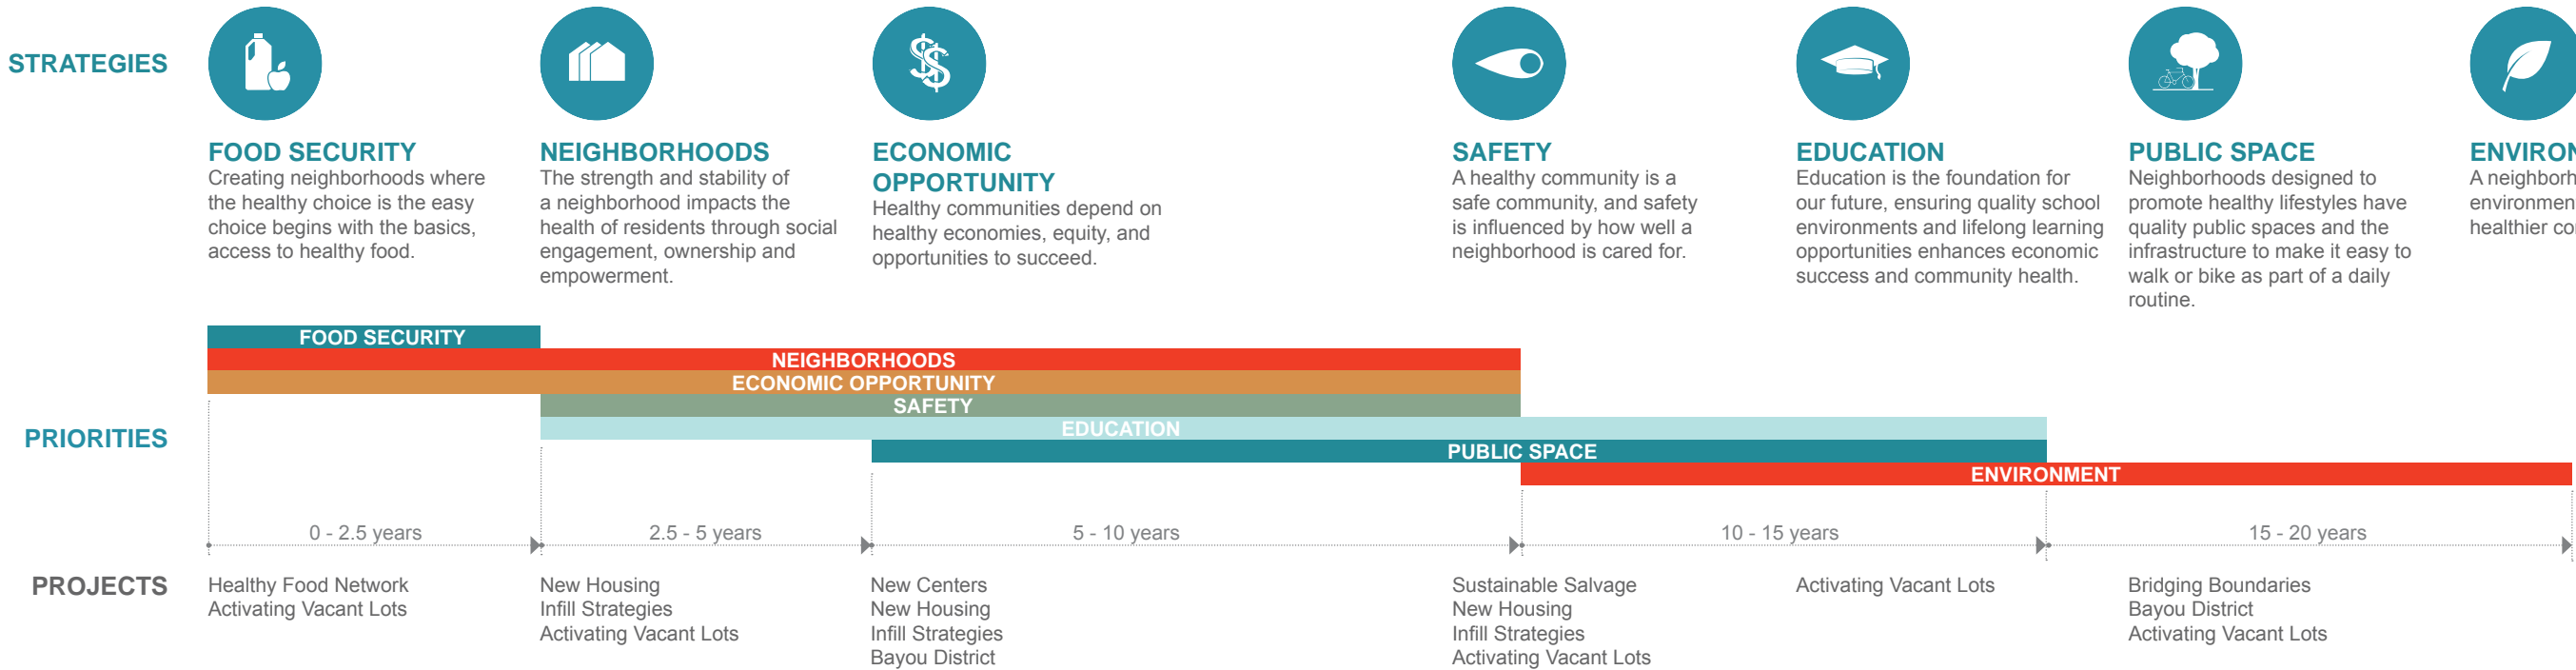 STRATEGIES
FOOD SECURITY
Creating neighborhoods where
the healthy choice is the easy
choice begins with the basics,
access to healthy food.
NEIGHBORHOODS
The strength and stability of
a neighborhood impacts the
health of residents through social
engagement, ownership and
empowerment.
ECONOMIC
OPPORTUNITY
Healthy communities depend on
healthy economies, equity, and
opportunities to succeed.
SAFETY
A healthy community is a
safe community, and safety
is influenced by how well a
neighborhood is cared for.
EDUCATION
Education is the foundation for
our future, ensuring quality school
environments and lifelong learning
opportunities enhances economic
success and community health.
PUBLIC SPACE
Neighborhoods designed to
promote healthy lifestyles have
quality public spaces and the
infrastructure to make it easy to
walk or bike as part of a daily
routine.
A
healthier
PRIORITIES
FOOD SECURITY
NEIGHBORHOODS
ECONOMIC OPPORTUNITY
SAFETY
EDUCATION
PUBLIC SPACE
ENVIRONMENT
0 - 2.5 years
2.5 - 5 years
5 - 10 years
10 - 15 years
15 - 20 years
PROJECTS
Healthy Food Network
Activating Vacant Lots
New Housing
Infill Strategies
Activating Vacant Lots
New Centers
New Housing
Infill Strategies
Bayou District
Sustainable Salvage
New Housing
Infill Strategies
Activating Vacant Lots
Activating Vacant Lots
Bridging Boundaries
Bayou District
Activating Vacant Lots